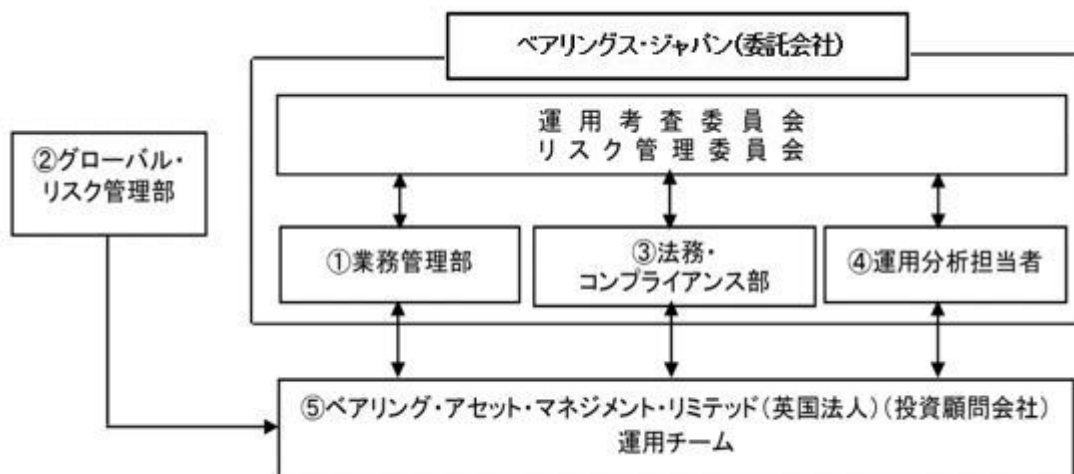 ベアリングス・ジャパン(委託会社)
運用考査委員会
リスク管理委員会
②グローバル・
リスク管理部
①業務管理部
③法務・
コンプライアンス部
④運用分析担当者
⑤ベアリング・アセット・マネジメント・リミテッド(英国法人)(投資顧問会社)
運用チーム